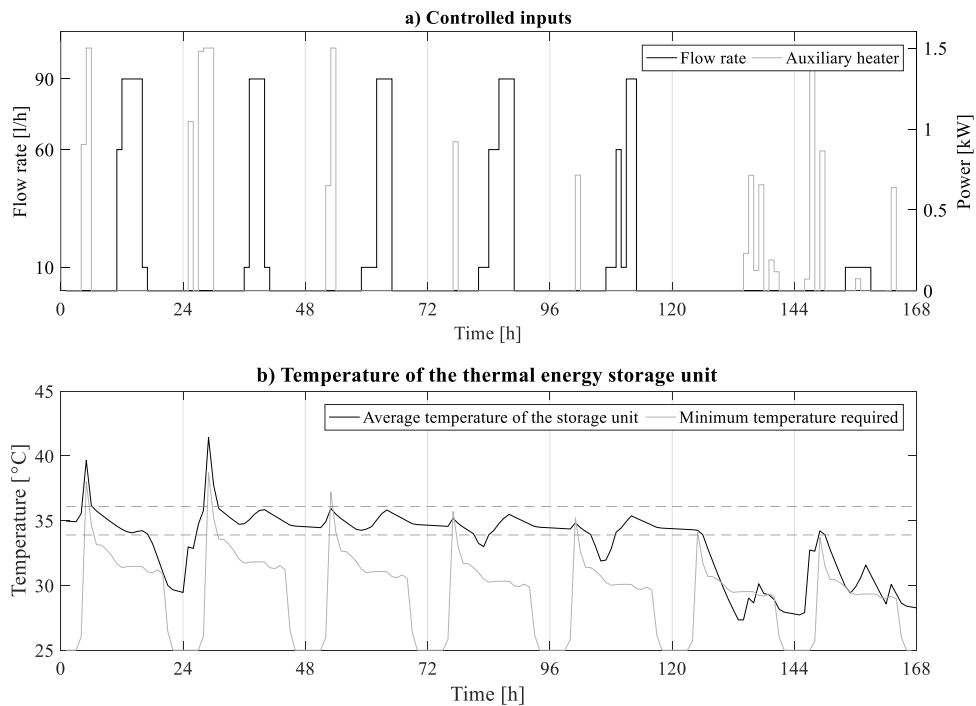 a) Controlled inputs
Flow rate Auxiliary heater
90
60
10
Flow rate [l/h]
1.5
1
0.5
0
Power [kW]
0 24 48 72 96 120 144 168
Time [h]
b) Temperature of the thermal energy storage unit
Average temperature of the storage unit Minimum temperature required
45
40
35
30
25
Temperature [°C]
0 24 48 72 96 120 144 168
Time [h]